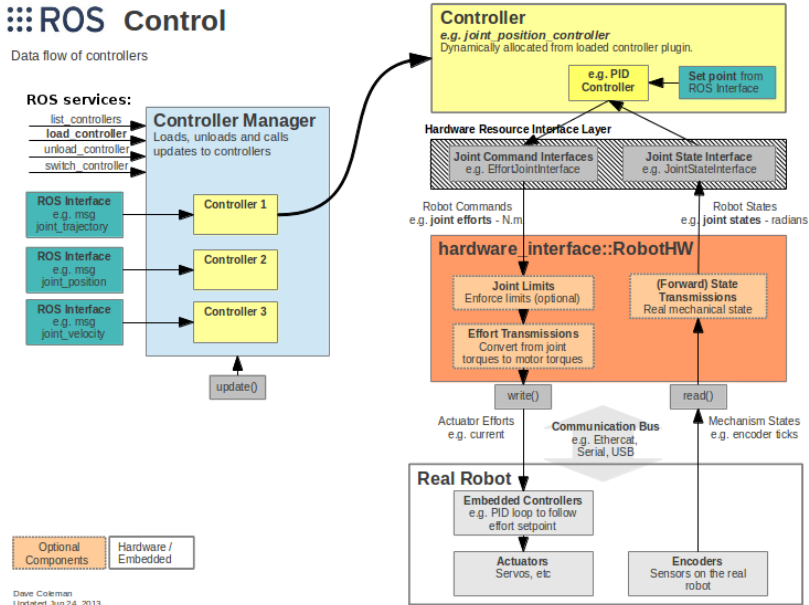 ROS Control
Data flow of controllers
ROS services:
list_controllers
load_controller
unload_controller
switch_controller
Controller Manager
Loads, unloads and calls
updates to controllers
ROS Interface
e.g. msg
joint_trajectory
Controller 1
ROS Interface
e.g. msg
joint_position
Controller 2
ROS Interface
e.g. msg
joint_velocity
Controller 3
update()
Controller
e.g. joint_position_controller
Dynamically allocated from loaded controller plugin.
e.g. PID
Controller
Set point from
ROS Interface
Hardware Resource Interface Layer
Joint Command Interfaces
e.g. EffortJointInterface
Joint State Interface
e.g. JointStateInterface
Robot Commands
e.g. joint efforts - N.m
Robot States
e.g. joint states - radians
hardware_interface::RobotHW
Joint Limits
Enforce limits (optional)
Effort Transmissions
Convert from joint
torques to motor torques
(Forward) State
Transmissions
Real mechanical state
write()
read()
Actuator Efforts
e.g. current
Communication Bus
e.g. Ethercat,
Serial, USB
Mechanism States
e.g. encoder ticks
Real Robot
Embedded Controllers
e.g. PID loop to follow
effort setpoint
Actuators
Servos, etc
Encoders
Sensors on the real
robot
Optional
Components
Hardware /
Embedded
Dave Coleman
Updated Jun 24, 2013